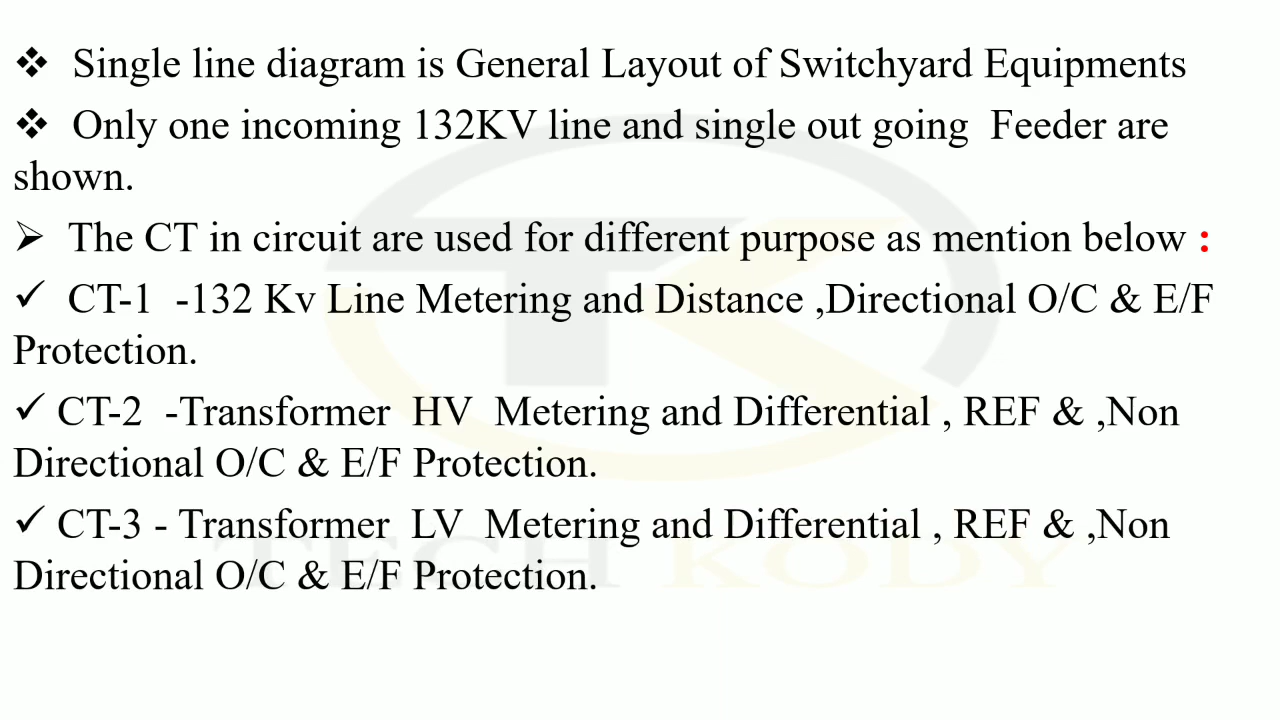 ❖ Single line diagram is General Layout of Switchyard Equipments
❖ Only one incoming 132KV line and single out going Feeder are
shown.
➢ The CT in circuit are used for different purpose as mention below :
✓ CT-1 -132 Kv Line Metering and Distance ,Directional O/C & E/F
Protection.
✓ CT-2 -Transformer HV Metering and Differential , REF & ,Non
Directional O/C & E/F Protection.
✓ CT-3 - Transformer LV Metering and Differential , REF & ,Non
Directional O/C & E/F Protection.
TECH KODY